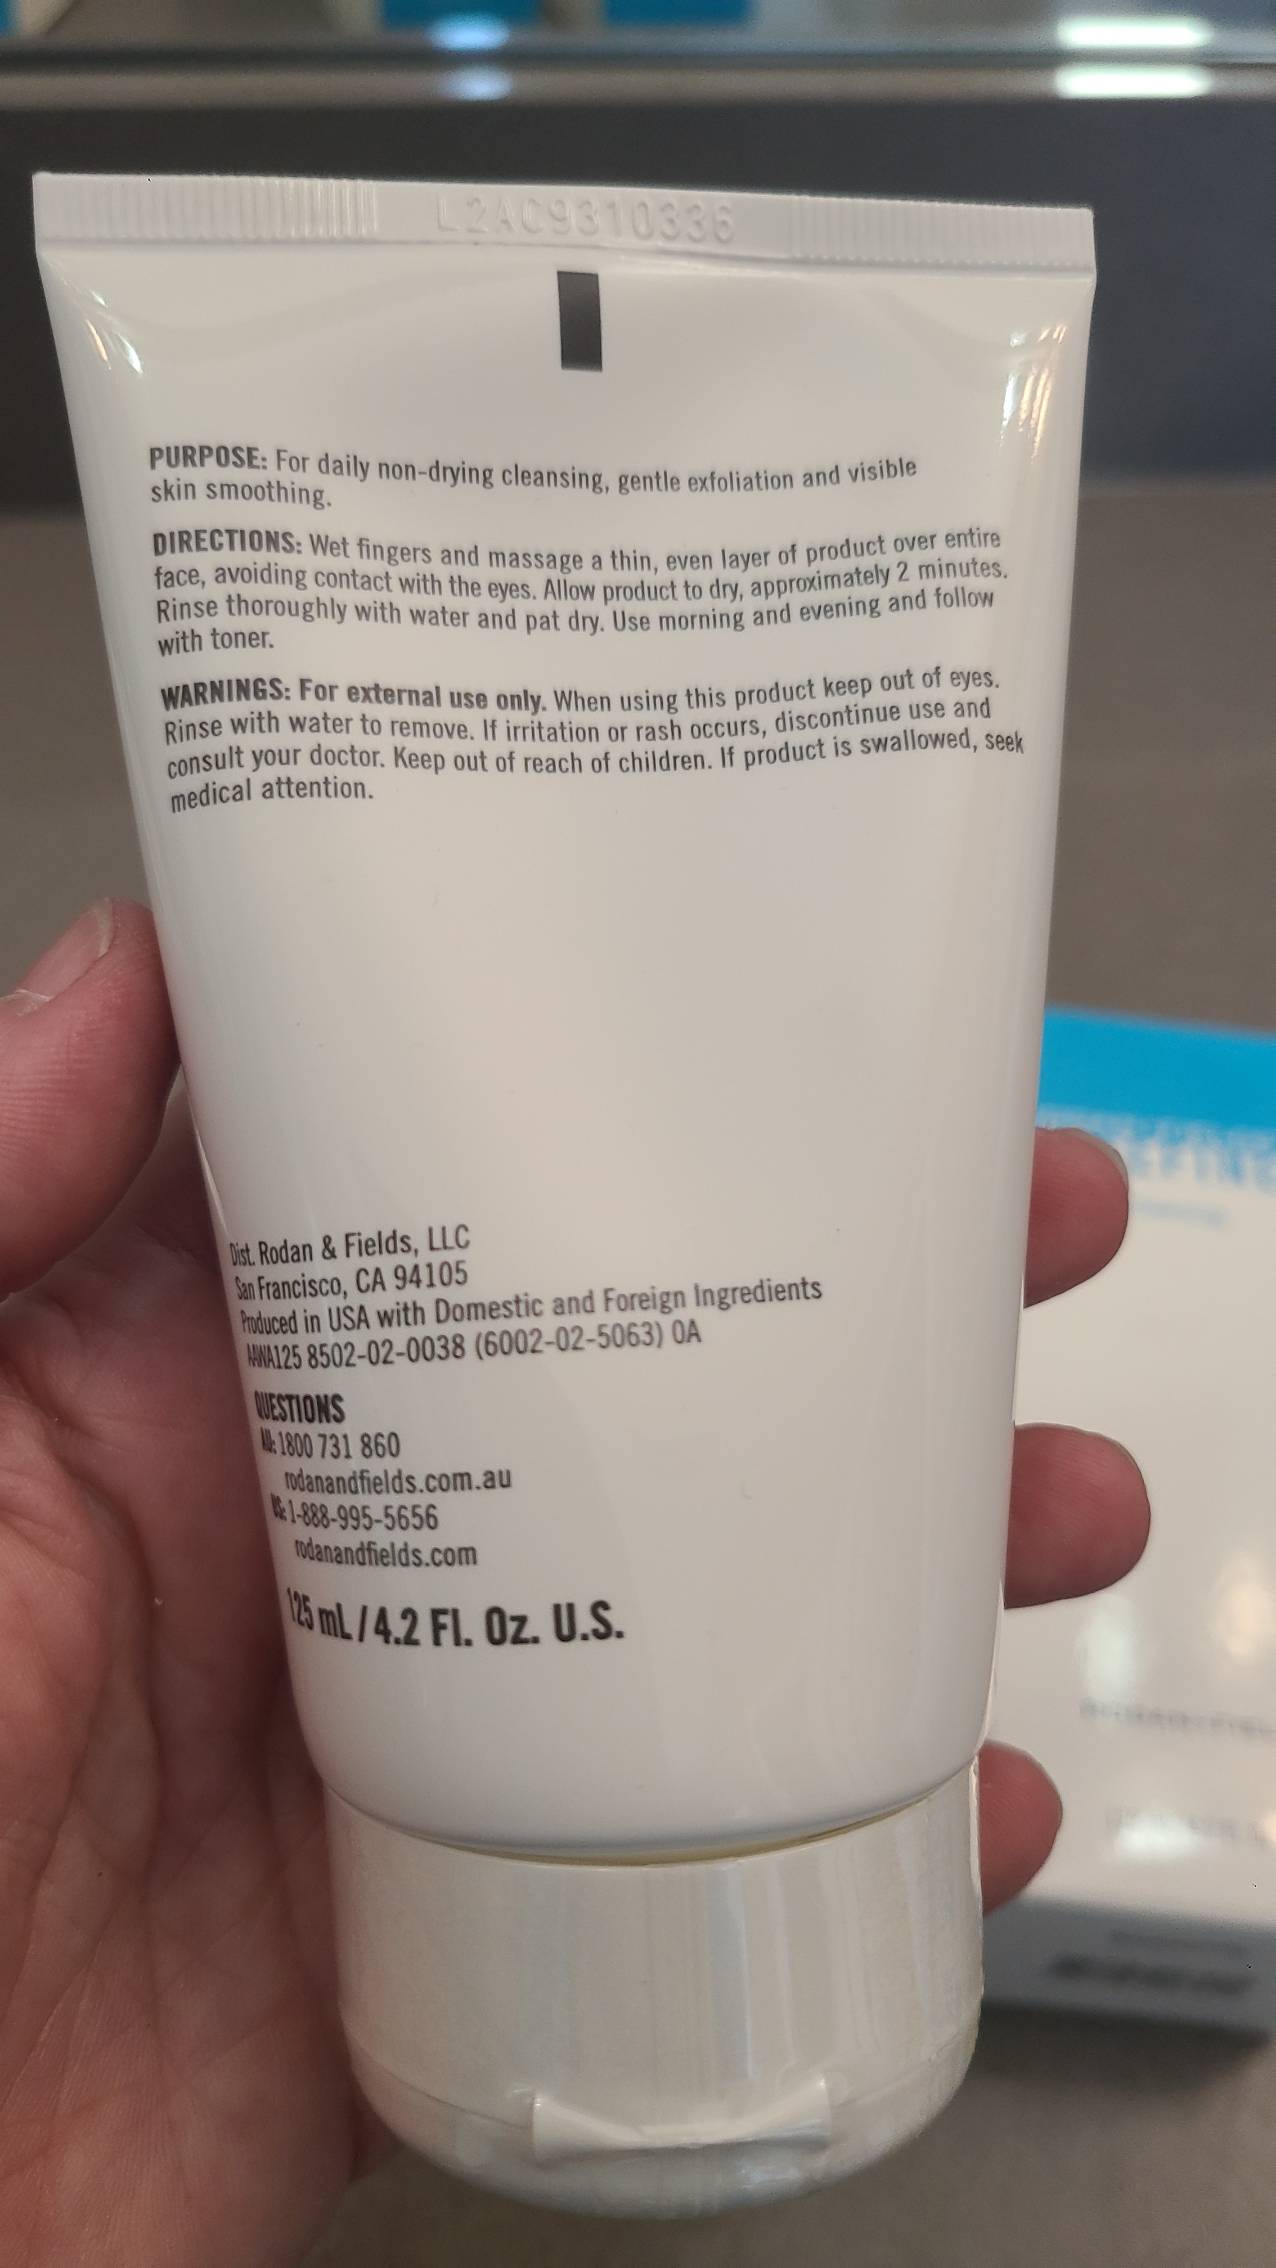 L2AC9310336
PURPOSE: For daily non-drying cleansing, gentle exfoliation and visible
skin smoothing.
DIRECTIONS: Wet fingers and massage a thin, even layer of product over entire
face, avoiding contact with the eyes. Allow product to dry, approximately 2 minutes.
Rinse thoroughly with water and pat dry. Use morning and evening and follow
with toner.
WARNINGS: For external use only. When using this product keep out of eyes.
Rinse with water to remove. If irritation or rash occurs, discontinue use and
consult your doctor. Keep out of reach of children. If product is swallowed, seek
medical attention.
Dist. Rodan & Fields, LLC
San Francisco, CA 94105
Produced in USA with Domestic and Foreign Ingredients
AAWA125 8502-02-0038 (6002-02-5063) 0A
QUESTIONS
AU: 1800 731 860
rodanandfields.com.au
US: 1-888-995-5656
rodanandfields.com
125 mL / 4.2 Fl. Oz. U.S.